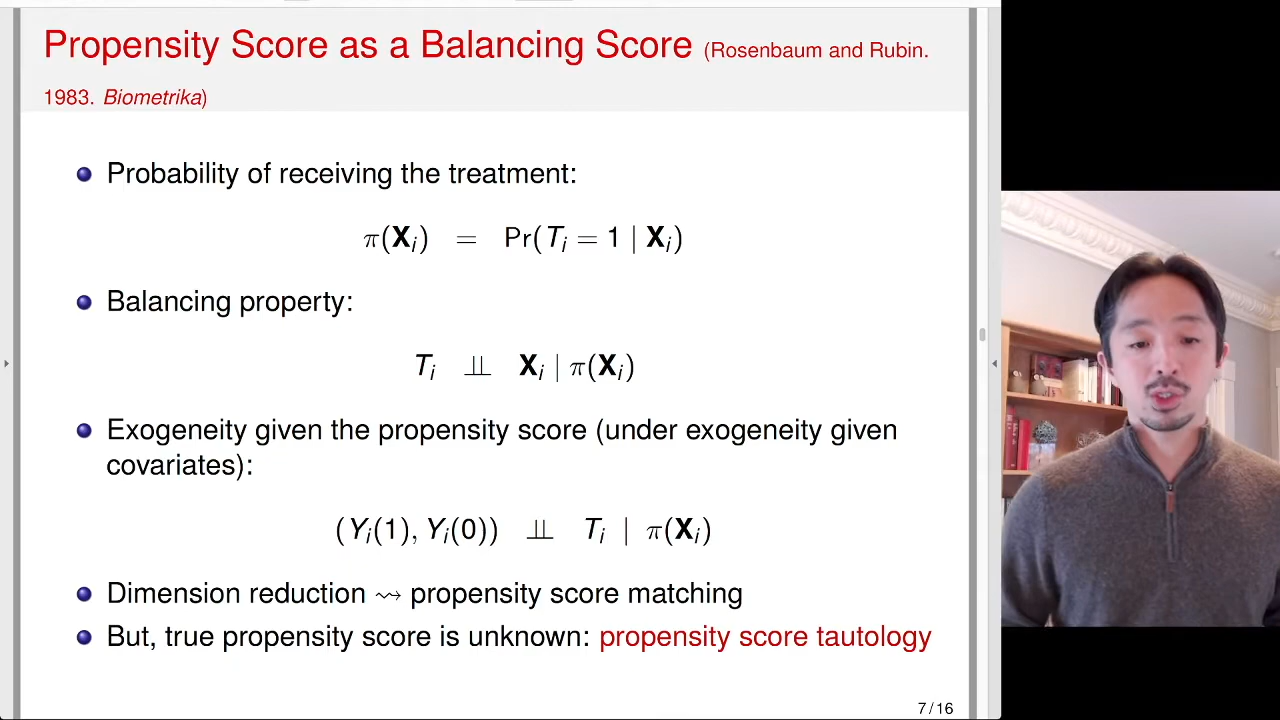 Propensity Score as a Balancing Score (Rosenbaum and Rubin.
1983. Biometrika)
Probability of receiving the treatment:
π(Xᵢ) = Pr(Tᵢ = 1 | Xᵢ)
Balancing property:
Tᵢ ⫫ Xᵢ | π(Xᵢ)
Exogeneity given the propensity score (under exogeneity given
covariates):
(Yᵢ(1), Yᵢ(0)) ⫫ Tᵢ | π(Xᵢ)
Dimension reduction ⇝ propensity score matching
But, true propensity score is unknown: propensity score tautology
7 / 16